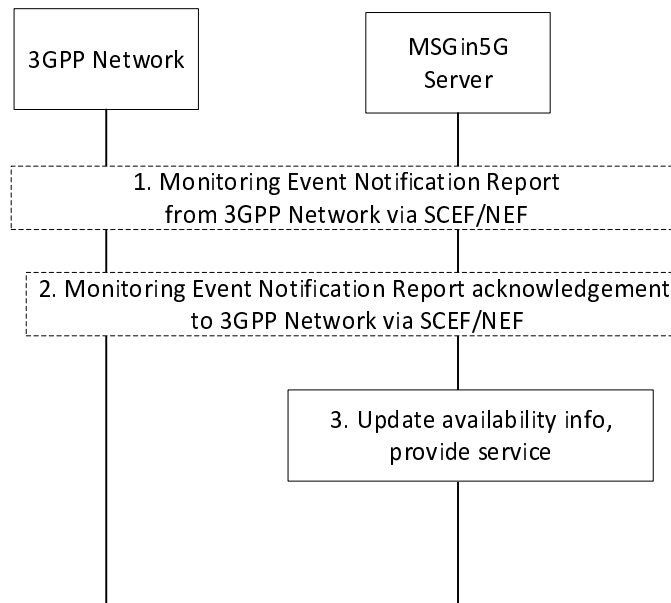 3GPP Network
MSGin5G
Server
1. Monitoring Event Notification Report
from 3GPP Network via SCEF/NEF
2. Monitoring Event Notification Report acknowledgement
to 3GPP Network via SCEF/NEF
3. Update availability info,
provide service